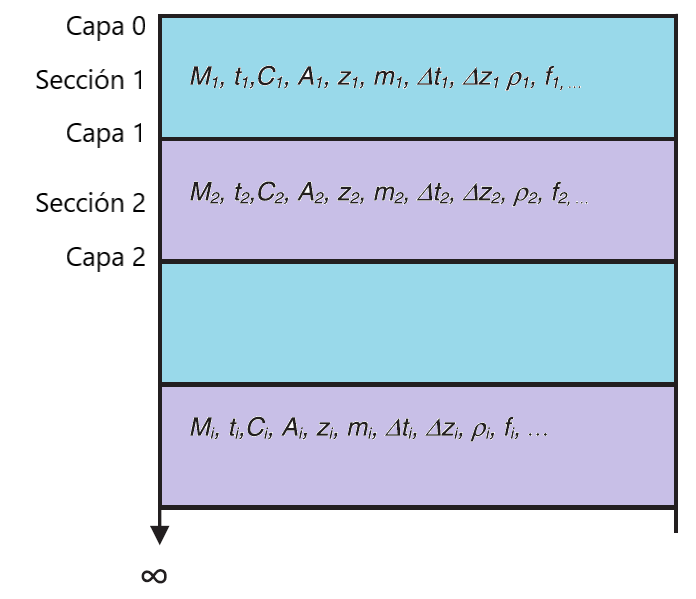 Capa 0
Sección 1
M₁, t₁,C₁, A₁, z₁, m₁, Δt₁, Δz₁ ρ₁, f₁, ...
Capa 1
Sección 2
M₂, t₂,C₂, A₂, z₂, m₂, Δt₂, Δz₂, ρ₂, f₂, ...
Capa 2
Mᵢ, tᵢ,Cᵢ, Aᵢ, zᵢ, mᵢ, Δtᵢ, Δzᵢ, ρᵢ, fᵢ, ...
∞